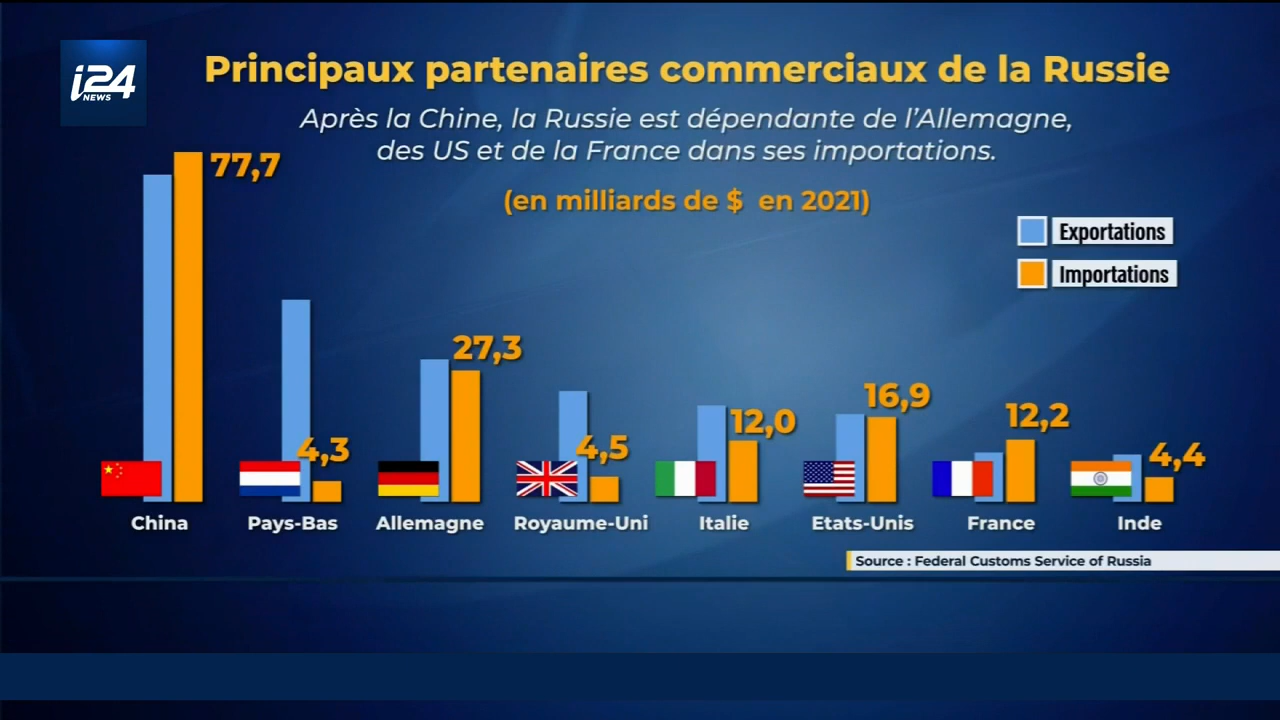 i24
NEWS
Principaux partenaires commerciaux de la Russie
Après la Chine, la Russie est dépendante de l'Allemagne,
des US et de la France dans ses importations.
(en milliards de $ en 2021)
Exportations
Importations
77,7
4,3
27,3
4,5
12,0
16,9
12,2
4,4
China
Pays-Bas
Allemagne
Royaume-Uni
Italie
Etats-Unis
France
Inde
Source : Federal Customs Service of Russia